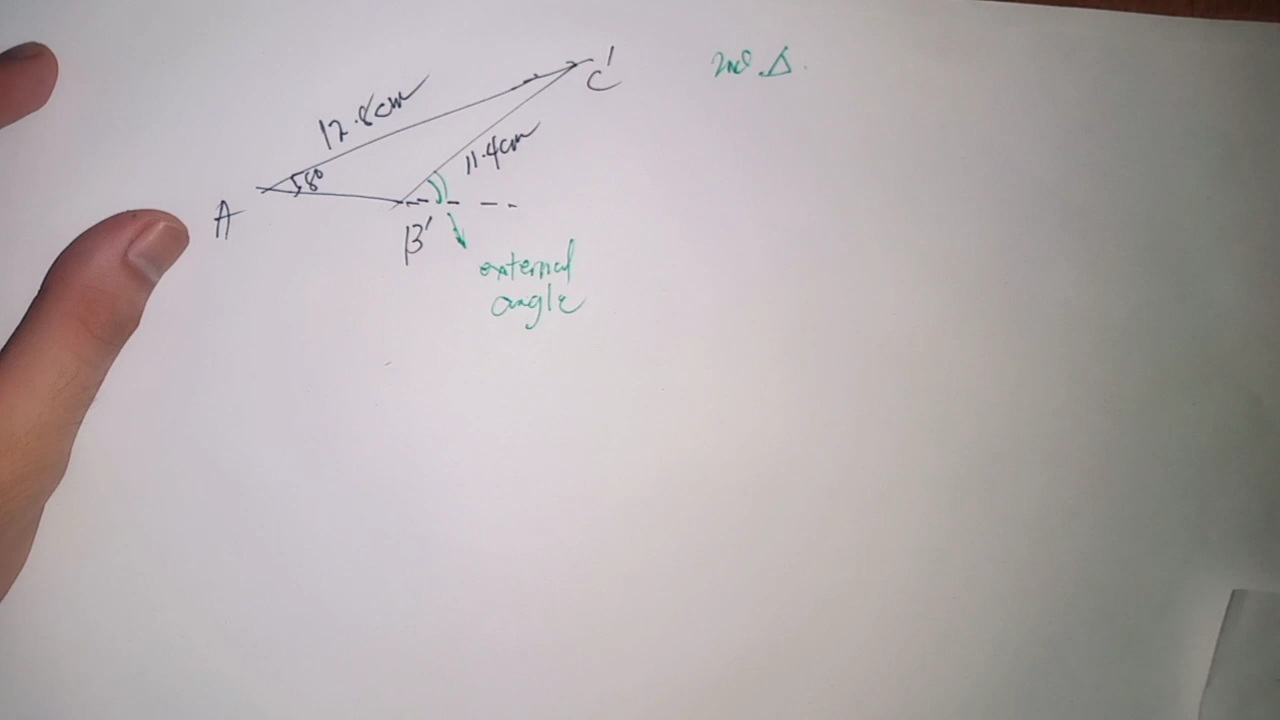 12.8cm
C'
2nd Δ.
11.4cm
58°
A
B'
external
angle